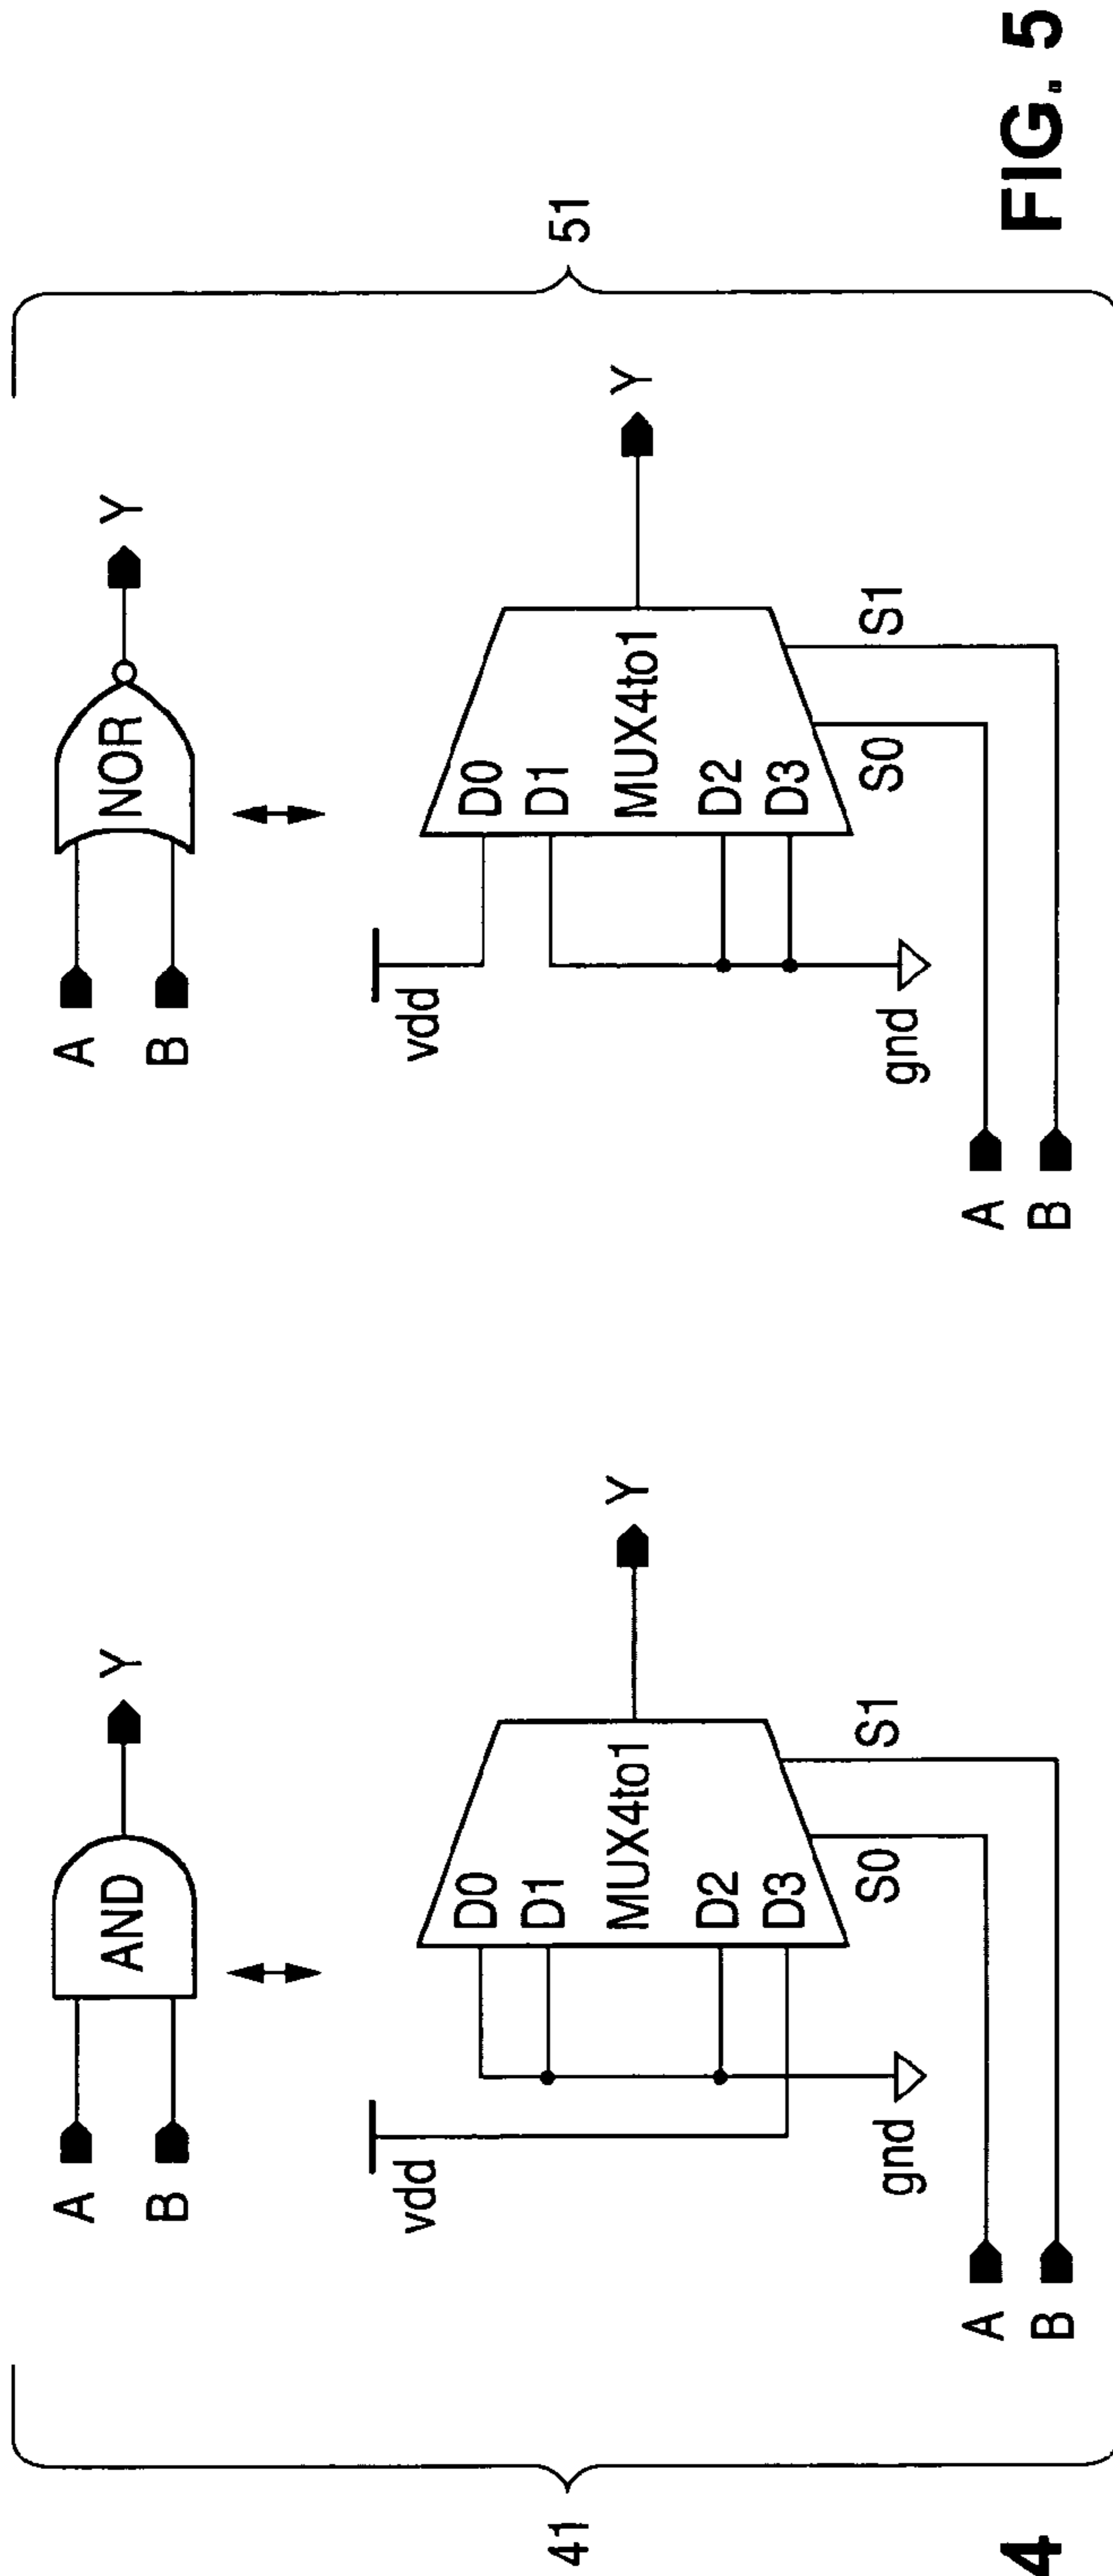 41
A
B
AND
Y
vdd
gnd
D0
D1
MUX4to1
D2
D3
S0
S1
A
B
Y
4
51
A
B
NOR
Y
vdd
gnd
D0
D1
MUX4to1
D2
D3
S0
S1
A
B
Y
FIG. 5